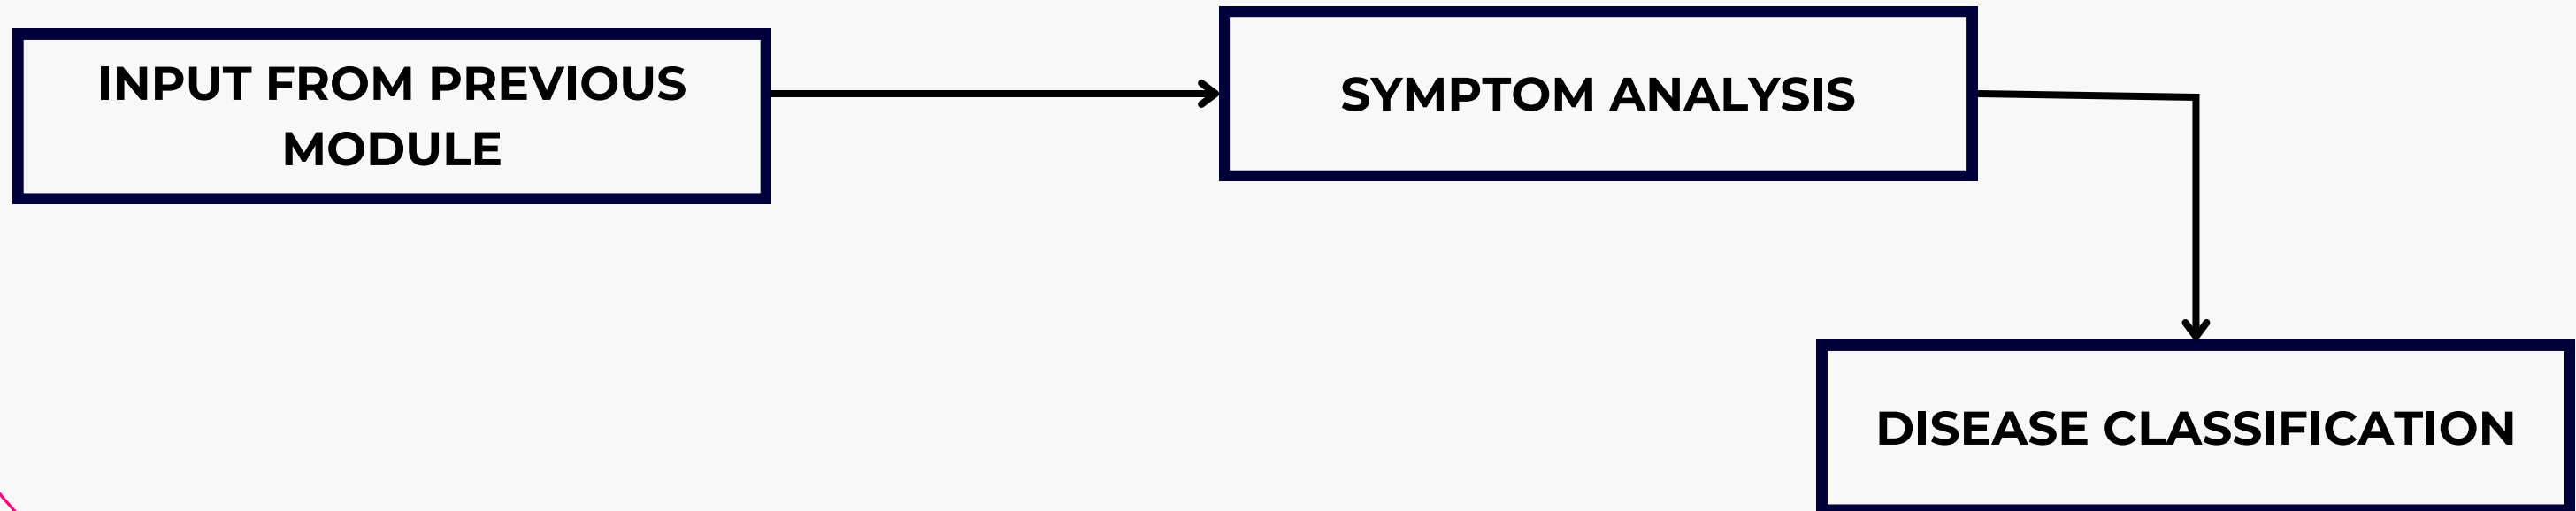 INPUT FROM PREVIOUS
MODULE
SYMPTOM ANALYSIS
DISEASE CLASSIFICATION